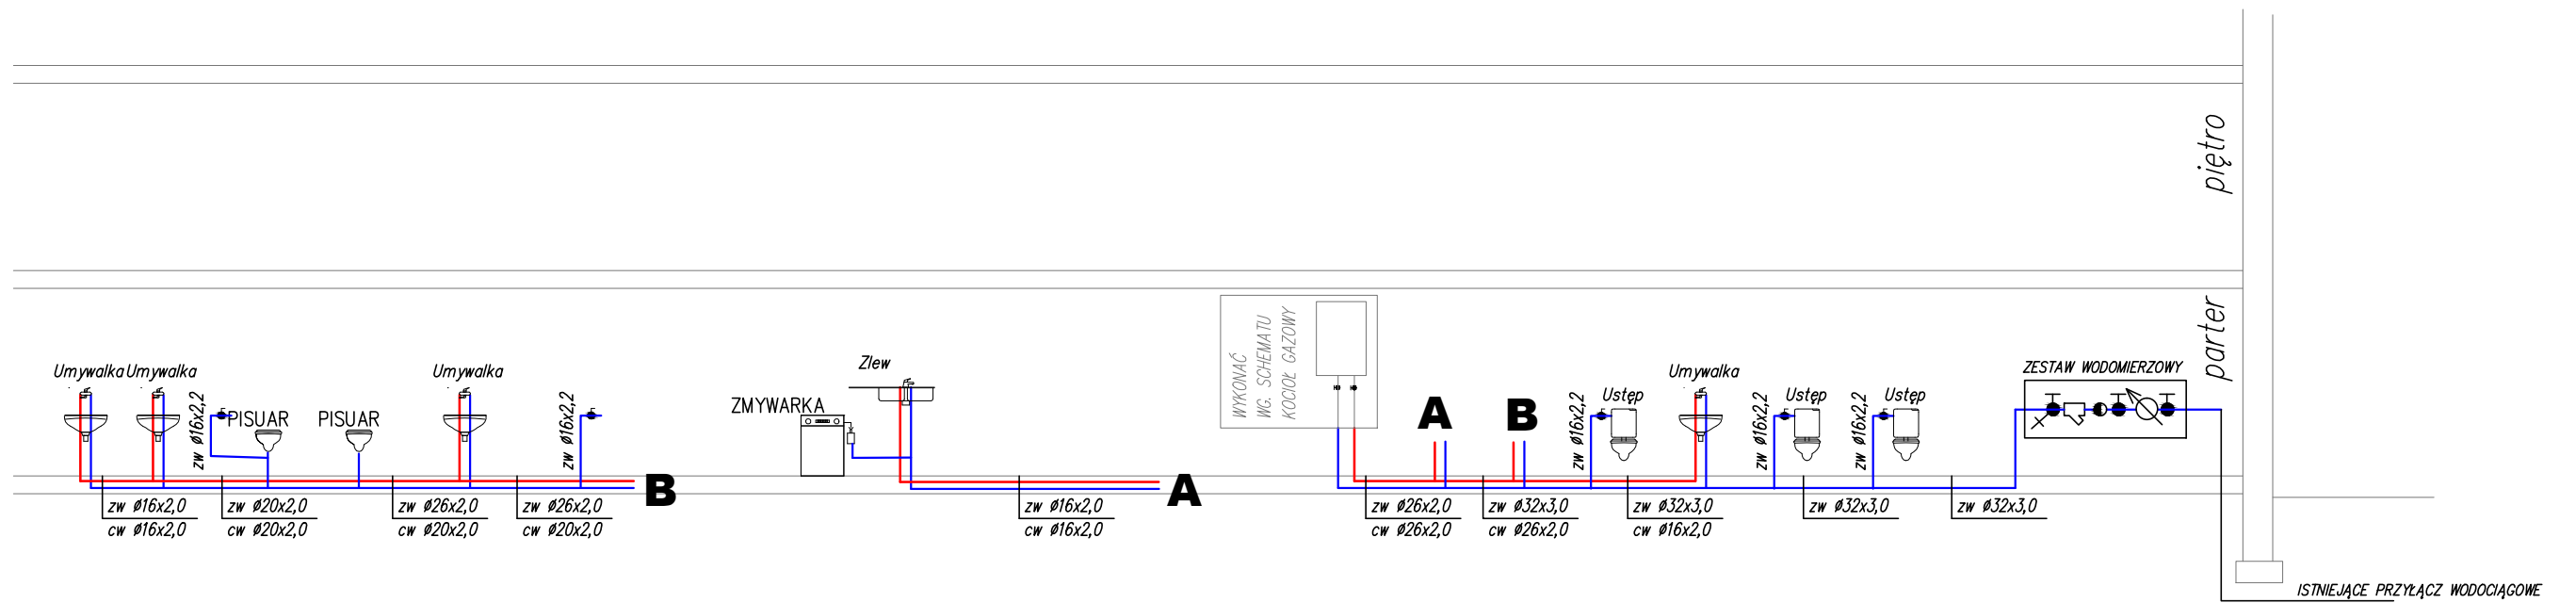 piętro
parter
WYKONAĆ
WG. SCHEMATU
KOCIOŁ GAZOWY
Umywalka
Umywalka
zw Ø16x2,2
PISUAR
PISUAR
Umywalka
zw Ø16x2,2
B
zw Ø16x2,0
cw Ø16x2,0
zw Ø20x2,0
cw Ø20x2,0
zw Ø26x2,0
cw Ø20x2,0
zw Ø26x2,0
cw Ø20x2,0
ZMYWARKA
Zlew
A
zw Ø16x2,0
cw Ø16x2,0
A
B
zw Ø16x2,2
Ustęp
Umywalka
zw Ø16x2,2
Ustęp
zw Ø16x2,2
Ustęp
ZESTAW WODOMIERZOWY
zw Ø26x2,0
cw Ø26x2,0
zw Ø32x3,0
cw Ø26x2,0
zw Ø32x3,0
cw Ø16x2,0
zw Ø32x3,0
zw Ø32x3,0
ISTNIEJĄCE PRZYŁĄCZ WODOCIĄGOWE